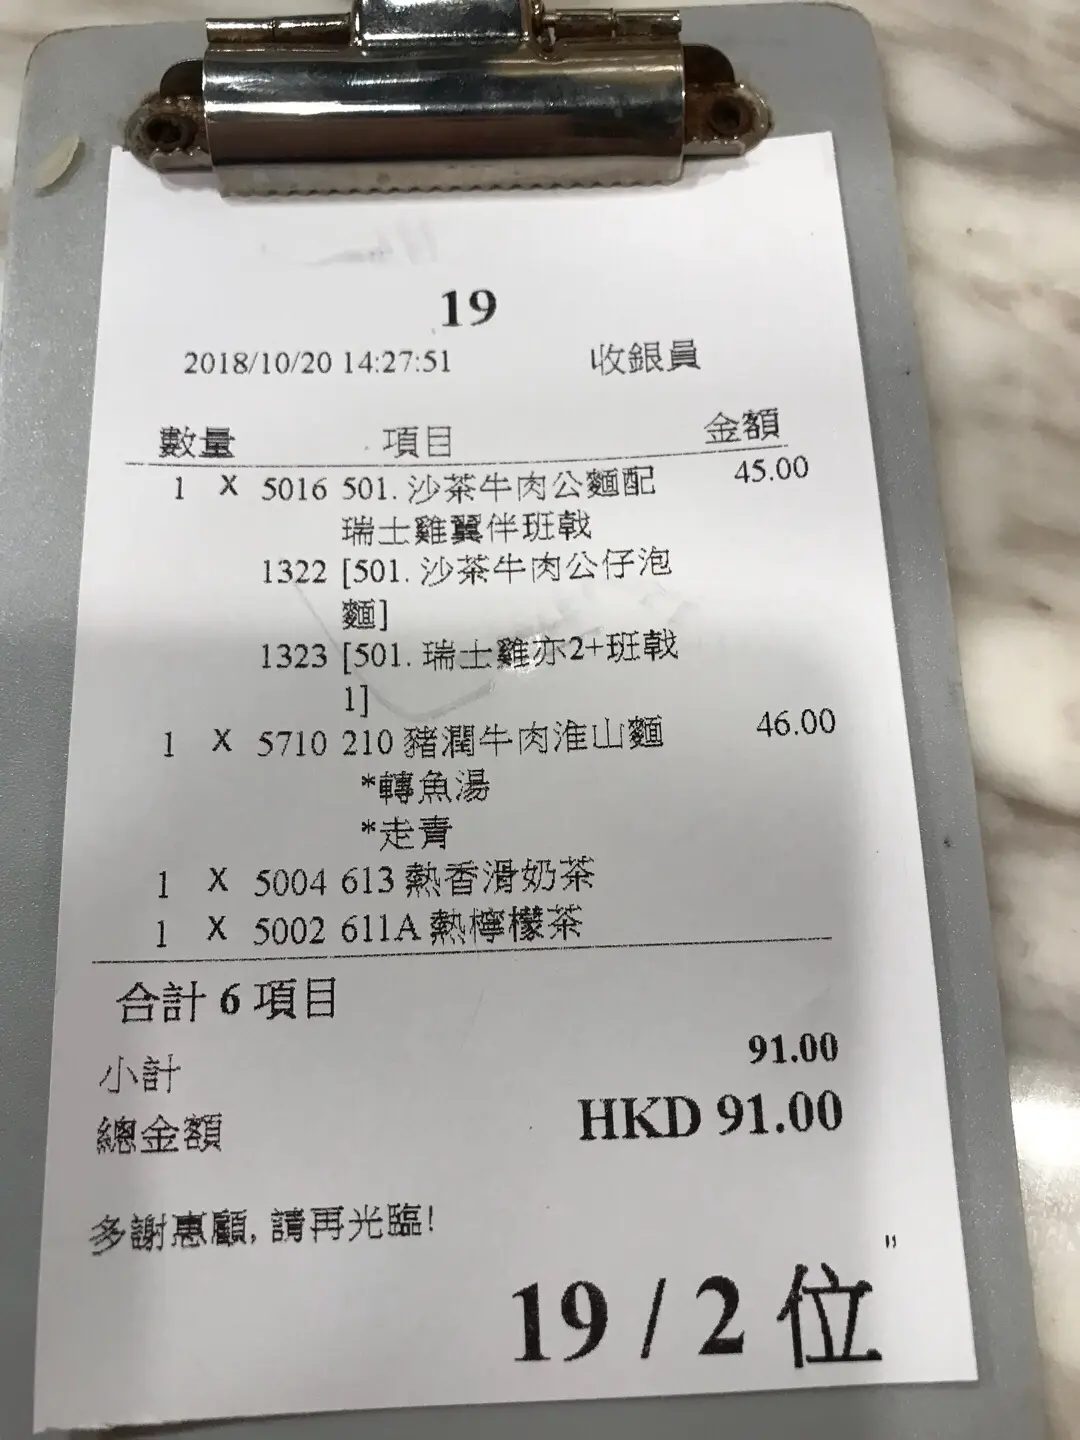 19
2018/10/20 14:27:51 收銀員
數量 項目 金額
1 X 5016 501. 沙茶牛肉公麵配 45.00
瑞士雞翼伴班戟
1322 [501. 沙茶牛肉公仔泡
麵]
1323 [501. 瑞士雞亦2+班戟
1]
1 X 5710 210 豬潤牛肉淮山麵 46.00
*轉魚湯
*走青
1 X 5004 613 熱香滑奶茶
1 X 5002 611A 熱檸檬茶
合計 6 項目
小計 91.00
總金額 HKD 91.00
多謝惠顧, 請再光臨!
"
19 / 2 位